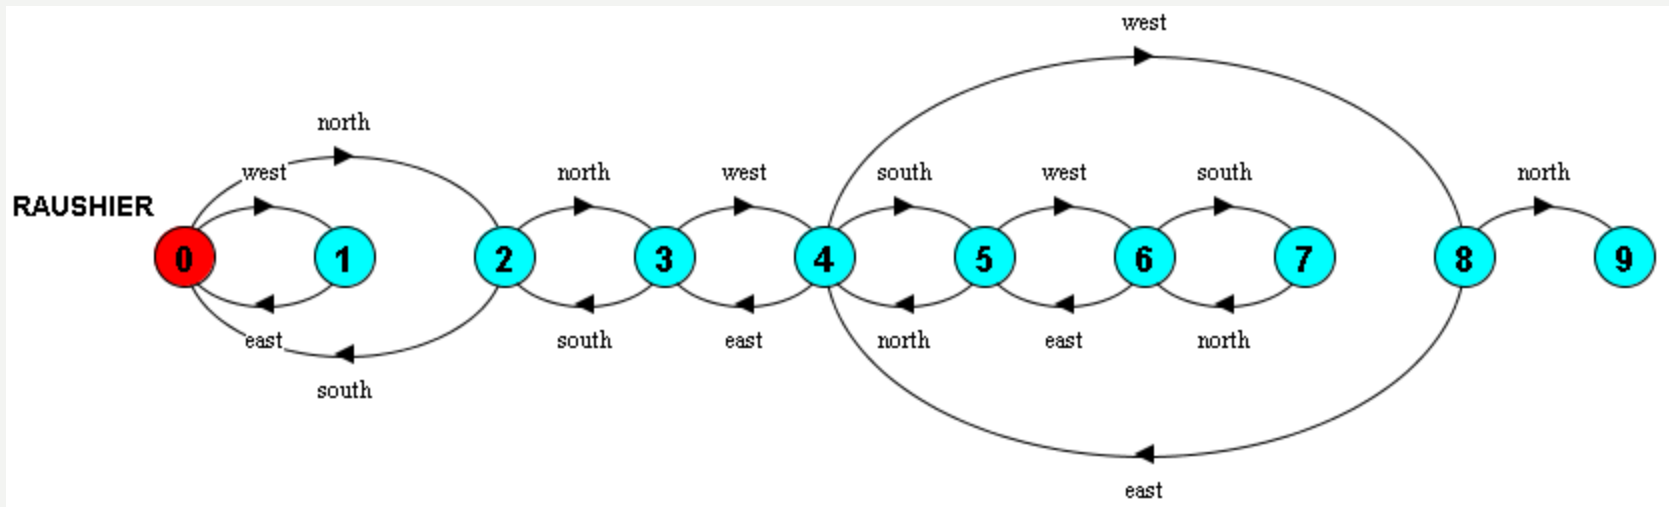 west
north
west north west south west south north
RAUSHIER
0 1 2 3 4 5 6 7 8 9
east south east north east north
south
east